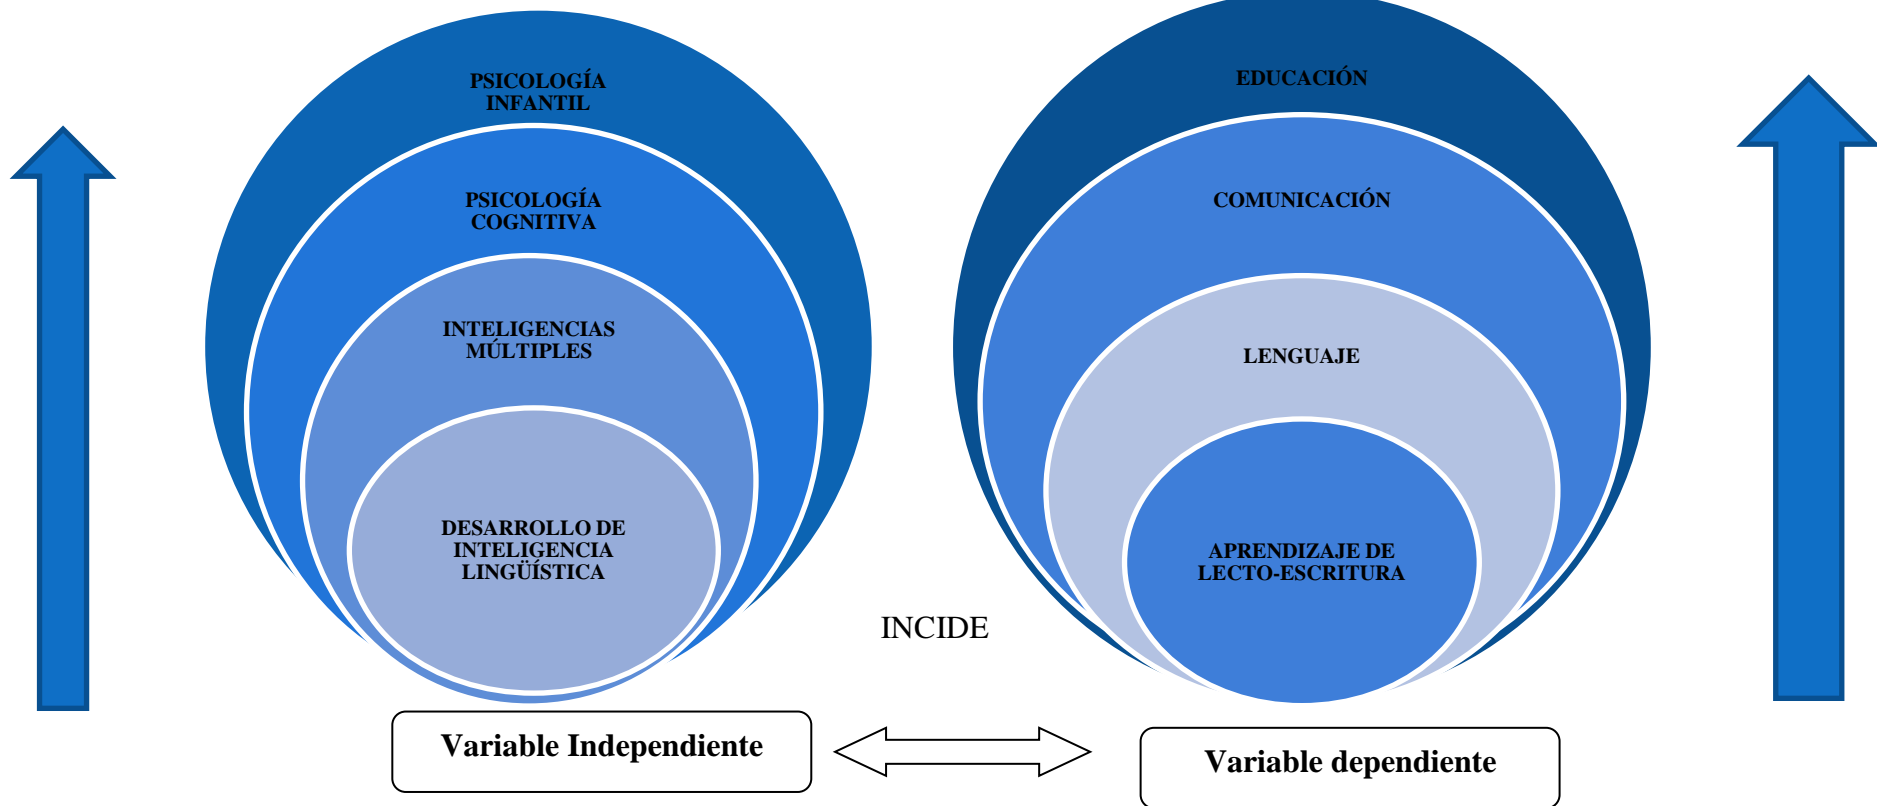 PSICOLOGÍA
INFANTIL
PSICOLOGÍA
COGNITIVA
INTELIGENCIAS
MÚLTIPLES
DESARROLLO DE
INTELIGENCIA
LINGÜÍSTICA
EDUCACIÓN
COMUNICACIÓN
LENGUAJE
APRENDIZAJE DE
LECTO-ESCRITURA
INCIDE
Variable Independiente
Variable dependiente